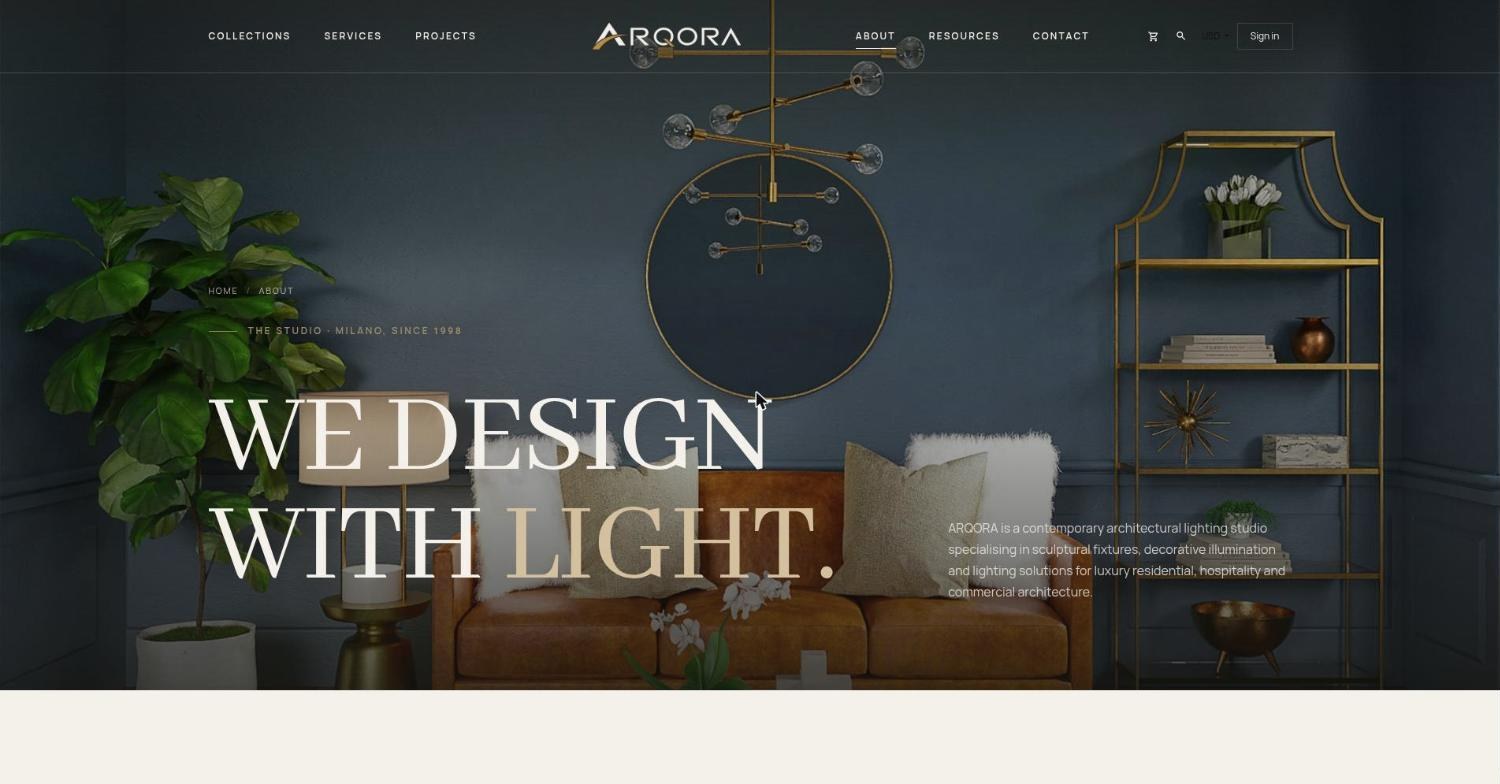 COLLECTIONS SERVICES PROJECTS ARQORA ABOUT RESOURCES CONTACT USD Sign in
HOME / ABOUT
THE STUDIO · MILANO, SINCE 1998
WE DESIGN
WITH LIGHT.
ARQORA is a contemporary architectural lighting studio
specialising in sculptural fixtures, decorative illumination
and lighting solutions for luxury residential, hospitality and
commercial architecture.